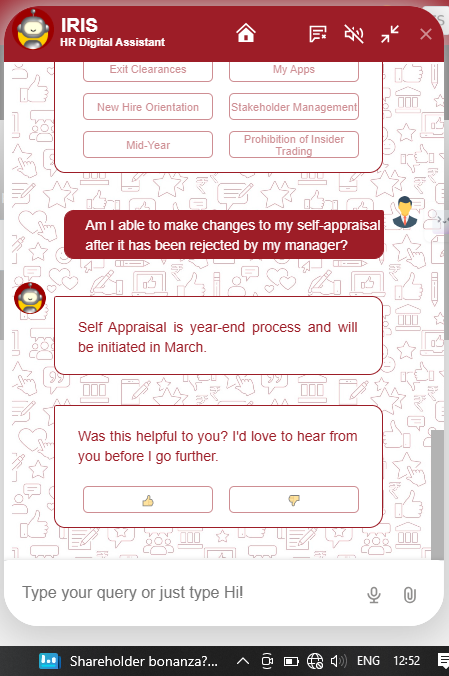 IRIS
HR Digital Assistant
Exit Clearances
My Apps
New Hire Orientation
Stakeholder Management
Mid-Year
Prohibition of Insider
Trading
Am I able to make changes to my self-appraisal
after it has been rejected by my manager?
Self Appraisal is year-end process and will
be initiated in March.
Was this helpful to you? I'd love to hear from
you before I go further.
Type your query or just type Hi!
Shareholder bonanza?...
ENG
12:52